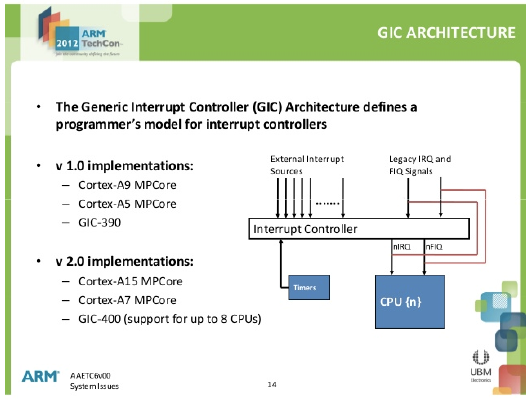 ARM®
2012 TechCon™
GIC ARCHITECTURE
• The Generic Interrupt Controller (GIC) Architecture defines a
programmer's model for interrupt controllers
• v 1.0 implementations:
– Cortex-A9 MPCore
– Cortex-A5 MPCore
– GIC-390
• v 2.0 implementations:
– Cortex-A15 MPCore
– Cortex-A7 MPCore
– GIC-400 (support for up to 8 CPUs)
External Interrupt
Sources
Legacy IRQ and
FIQ Signals
Interrupt Controller
nIRQ nFIQ
Timers
CPU {n}
ARM®
AAETC6v00
System Issues
14
UBM
Electronics